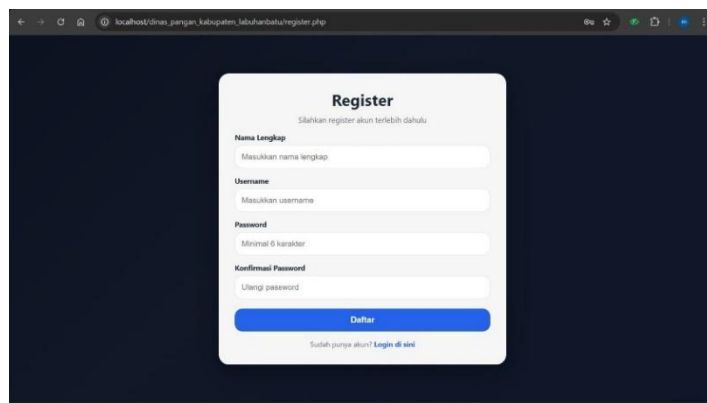 localhost/dinas_pangan_kabupaten_labuhanbatu/register.php
Register
Silahkan register akun terlebih dahulu
Nama Lengkap
Masukkan nama lengkap
Username
Masukkan username
Password
Minimal 6 karakter
Konfirmasi Password
Ulangi password
Daftar
Sudah punya akun? Login di sini